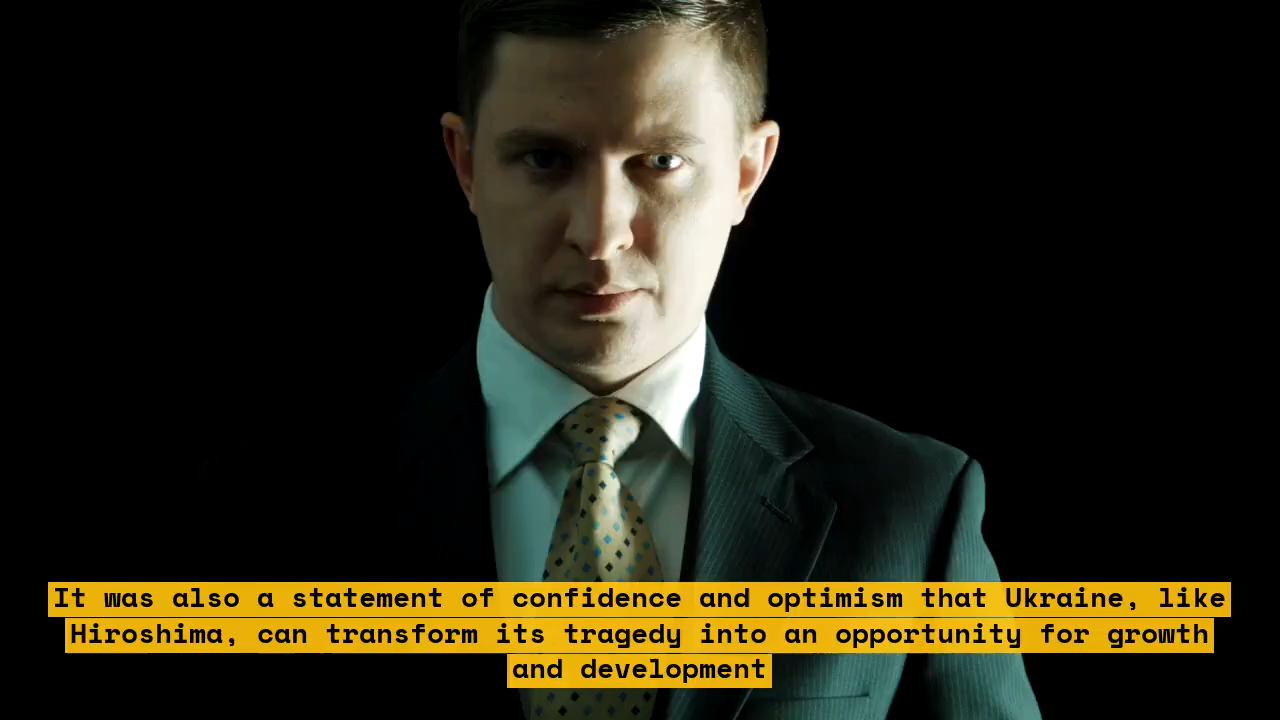 It was also a statement of confidence and optimism that Ukraine, like
Hiroshima, can transform its tragedy into an opportunity for growth
and development